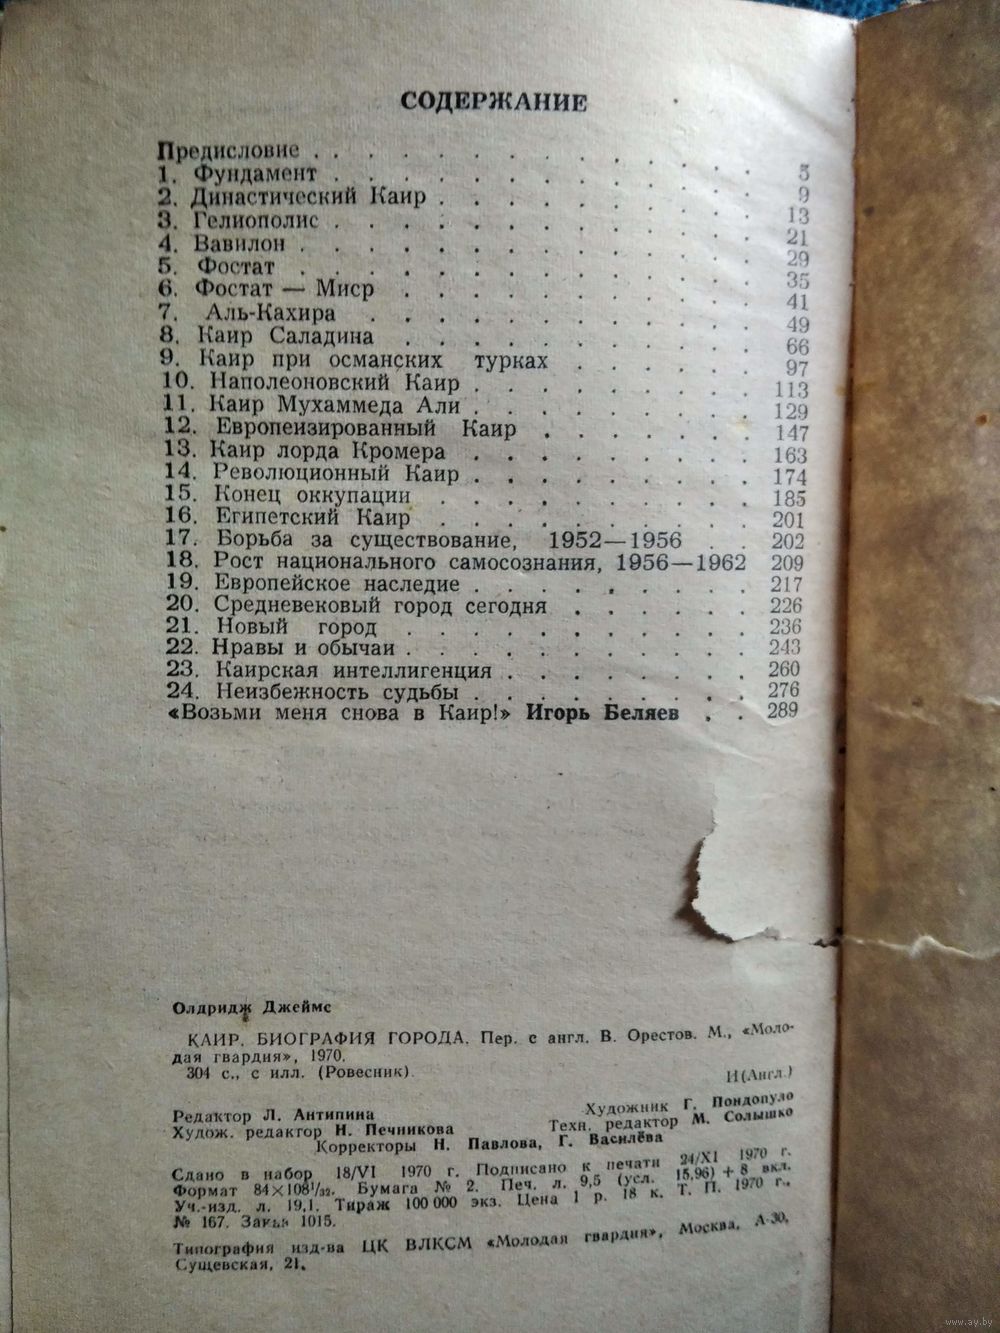 СОДЕРЖАНИЕ
Предисловие . . . . . . . . . . 5
1. Фундамент . . . . . . . . . . 9
2. Династический Каир . . . . . . . 13
3. Гелиополис . . . . . . . . . . 21
4. Вавилон . . . . . . . . . . 29
5. Фостат . . . . . . . . . . 35
6. Фостат — Миср . . . . . . . . 41
7. Аль-Кахира . . . . . . . . 49
8. Каир Саладина . . . . . . . . 66
9. Каир при османских турках . . . . 97
10. Наполеоновский Каир . . . . . . 113
11. Каир Мухаммеда Али . . . . . . 129
12. Европеизированный Каир . . . . . 147
13. Каир лорда Кромера . . . . . . 163
14. Революционный Каир . . . . . . 174
15. Конец оккупации . . . . . . . 185
16. Египетский Каир . . . . . . . 201
17. Борьба за существование, 1952—1956 . . 202
18. Рост национального самосознания, 1956—1962 209
19. Европейское наследие . . . . . . 217
20. Средневековый город сегодня . . . . 226
21. Новый город . . . . . . . . 236
22. Нравы и обычаи . . . . . . . . 243
23. Каирская интеллигенция . . . . . 260
24. Неизбежность судьбы . . . . . . 276
«Возьми меня снова в Каир!» Игорь Беляев . . 289
Олдридж Джеймс
КАИР. БИОГРАФИЯ ГОРОДА. Пер. с англ. В. Орестов. М., «Моло-
дая гвардия», 1970.
304 с., с илл. (Ровесник).
И(Англ.)
Редактор Л. Антипина Художник Г. Пондопуло
Худож. редактор Н. Печникова Техн. редактор М. Солышко
Корректоры Н. Павлова, Г. Василёва
Сдано в набор 18/VI 1970 г. Подписано к печати 24/XI 1970 г.
Формат 84×108¹/₃₂. Бумага № 2. Печ. л. 9,5 (усл. 15,96) + 8 вкл.
Уч.-изд. л. 19,1. Тираж 100 000 экз. Цена 1 р. 18 к. Т. П. 1970 г.,
№ 167. Заказ 1015.
Типография изд-ва ЦК ВЛКСМ «Молодая гвардия», Москва, А-30,
Сущевская, 21.
www.ay.by